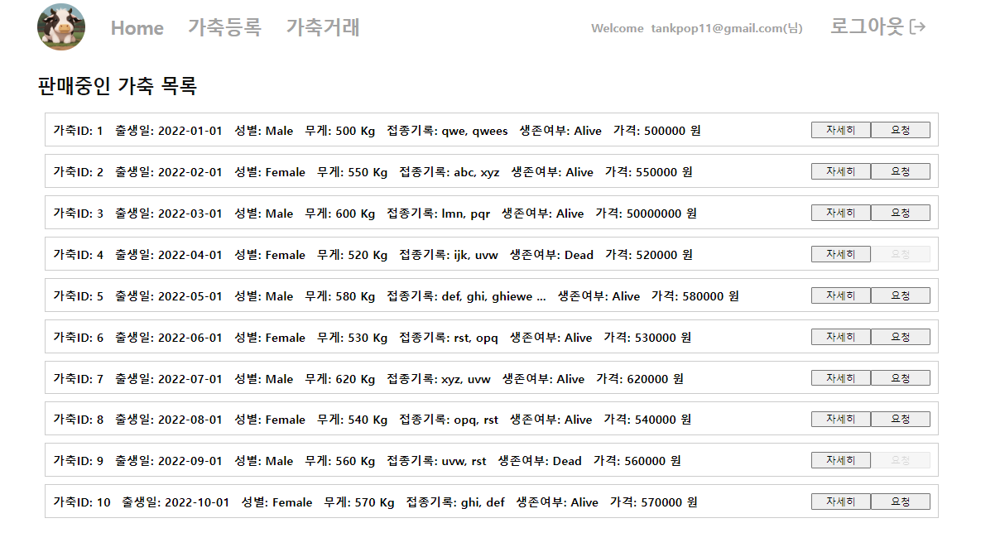 Home 가축등록 가축거래 Welcome tankpop11@gmail.com(님) 로그아웃
판매중인 가축 목록
가축ID: 1 출생일: 2022-01-01 성별: Male 무게: 500 Kg 접종기록: qwe, qwees 생존여부: Alive 가격: 500000 원 자세히 요청
가축ID: 2 출생일: 2022-02-01 성별: Female 무게: 550 Kg 접종기록: abc, xyz 생존여부: Alive 가격: 550000 원 자세히 요청
가축ID: 3 출생일: 2022-03-01 성별: Male 무게: 600 Kg 접종기록: lmn, pqr 생존여부: Alive 가격: 50000000 원 자세히 요청
가축ID: 4 출생일: 2022-04-01 성별: Female 무게: 520 Kg 접종기록: ijk, uvw 생존여부: Dead 가격: 520000 원 자세히 요청
가축ID: 5 출생일: 2022-05-01 성별: Male 무게: 580 Kg 접종기록: def, ghi, ghiewe ... 생존여부: Alive 가격: 580000 원 자세히 요청
가축ID: 6 출생일: 2022-06-01 성별: Female 무게: 530 Kg 접종기록: rst, opq 생존여부: Alive 가격: 530000 원 자세히 요청
가축ID: 7 출생일: 2022-07-01 성별: Male 무게: 620 Kg 접종기록: xyz, uvw 생존여부: Alive 가격: 620000 원 자세히 요청
가축ID: 8 출생일: 2022-08-01 성별: Female 무게: 540 Kg 접종기록: opq, rst 생존여부: Alive 가격: 540000 원 자세히 요청
가축ID: 9 출생일: 2022-09-01 성별: Male 무게: 560 Kg 접종기록: uvw, rst 생존여부: Dead 가격: 560000 원 자세히 요청
가축ID: 10 출생일: 2022-10-01 성별: Female 무게: 570 Kg 접종기록: ghi, def 생존여부: Alive 가격: 570000 원 자세히 요청